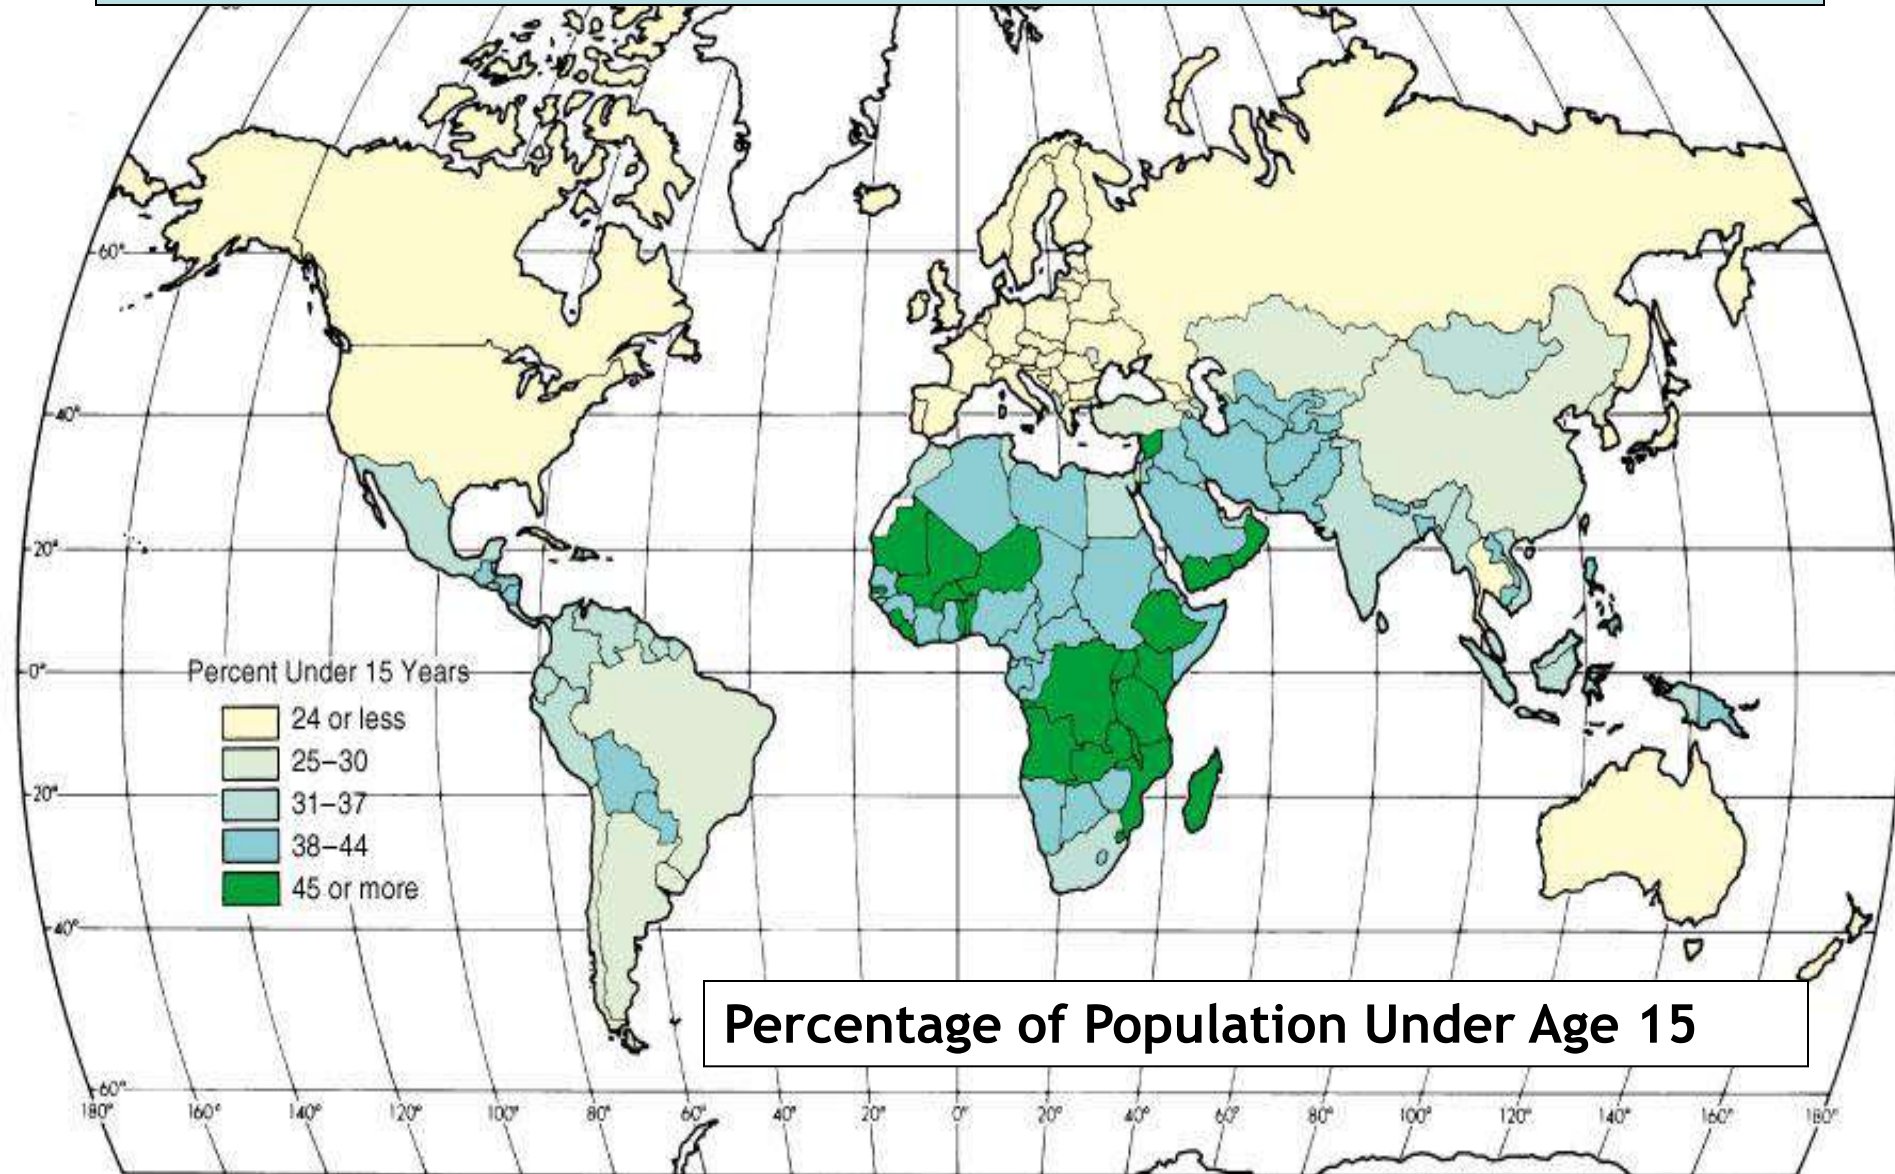 60°
40°
20°
0°
Percent Under 15 Years
24 or less
25–30
31–37
38–44
45 or more
20°
40°
Percentage of Population Under Age 15
60°
180° 160° 140° 120° 100° 80° 60° 40° 20° 0° 20° 40° 60° 80° 100° 120° 140° 160° 180°